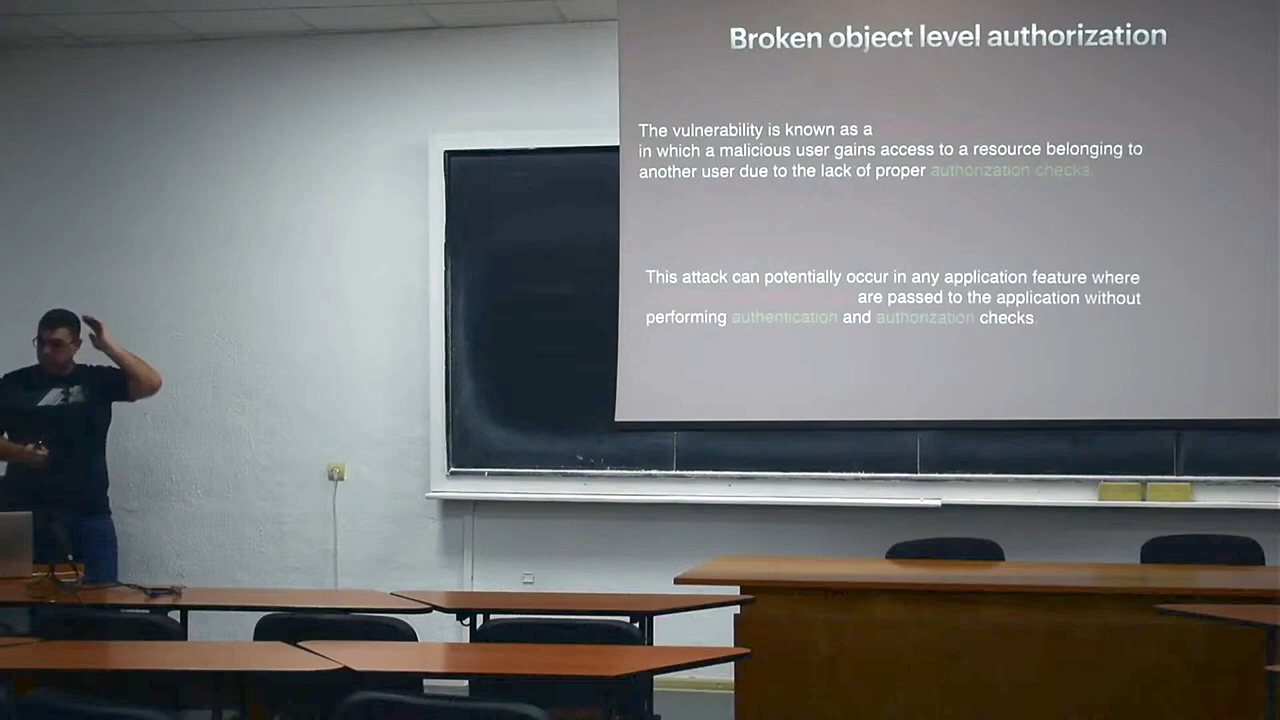 Broken object level authorization
The vulnerability is known as a
in which a malicious user gains access to a resource belonging to
another user due to the lack of proper authorization checks.
This attack can potentially occur in any application feature where
are passed to the application without
performing authentication and authorization checks.